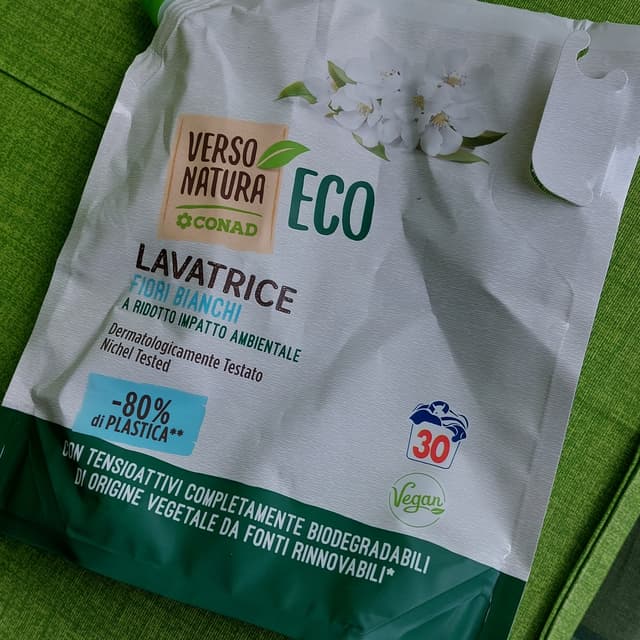 VERSO
NATURA
CONAD
ECO
LAVATRICE
FIORI BIANCHI
A RIDOTTO IMPATTO AMBIENTALE
Dermatologicamente Testato
Nichel Tested
-80%
di PLASTICA**
30
Vegan
CON TENSIOATTIVI COMPLETAMENTE BIODEGRADABILI
DI ORIGINE VEGETALE DA FONTI RINNOVABILI*